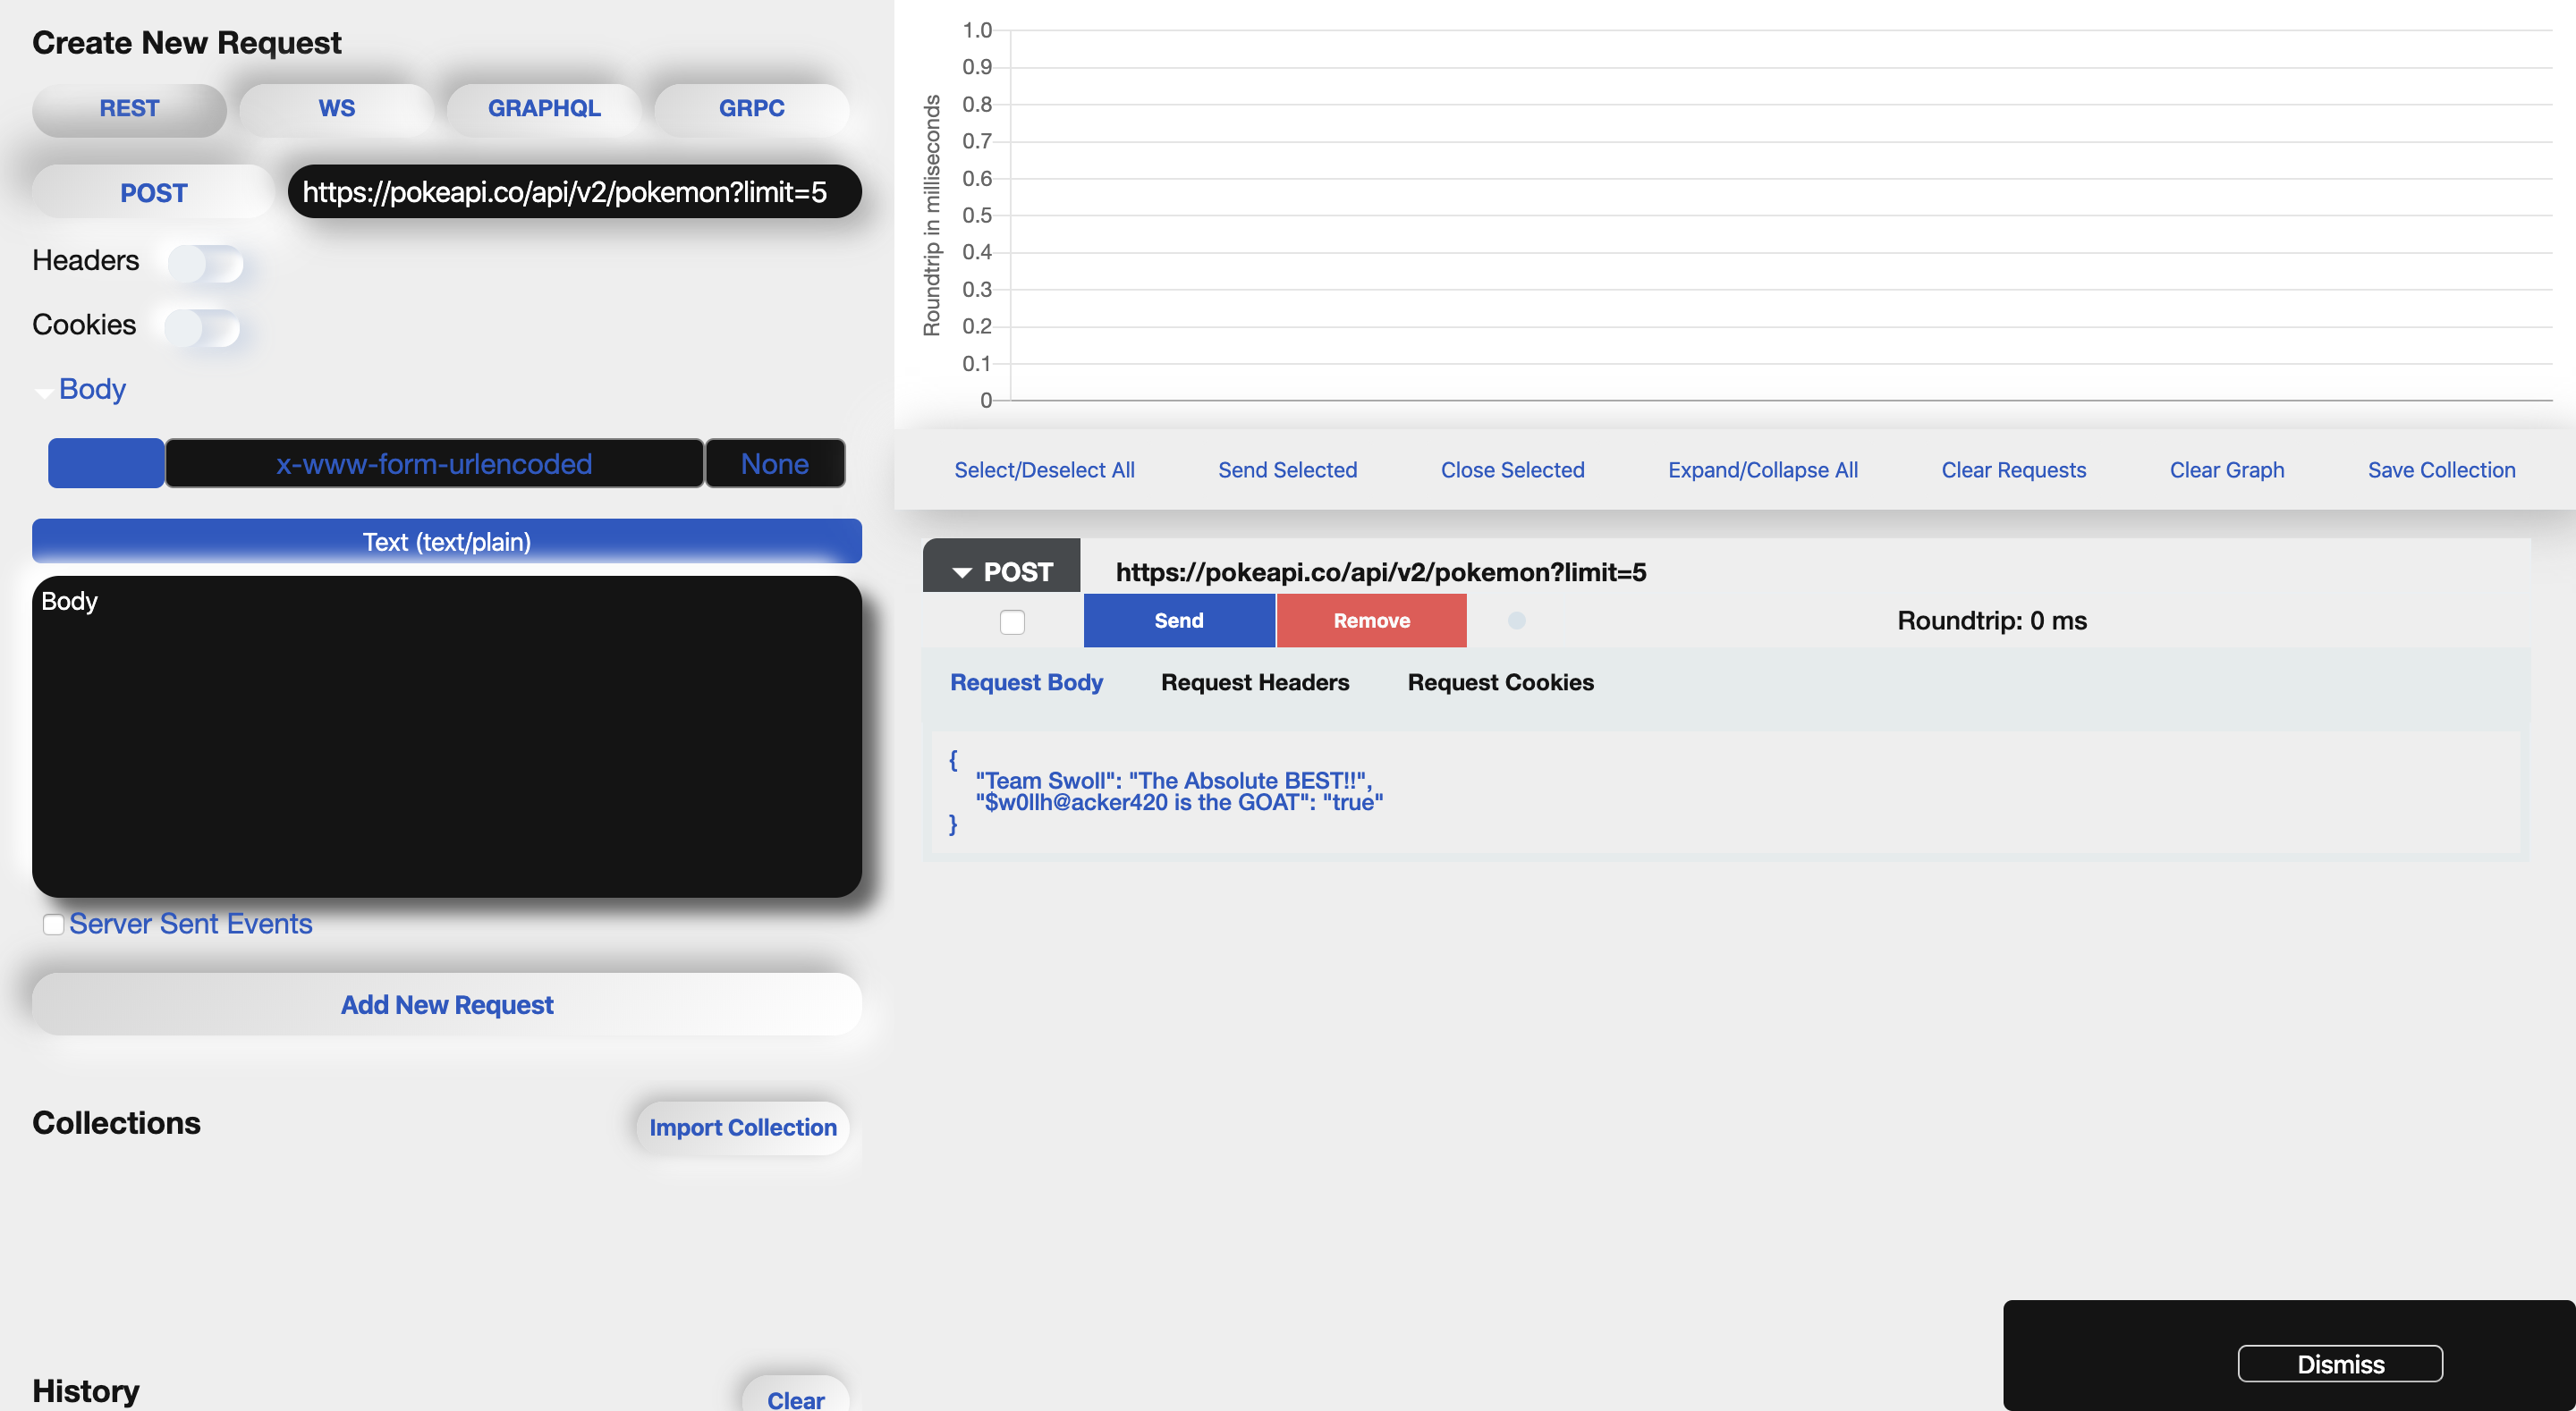 Create New Request
REST WS GRAPHQL GRPC
POST https://pokeapi.co/api/v2/pokemon?limit=5
Headers
Cookies
Body
x-www-form-urlencoded None
Text (text/plain)
Body
Server Sent Events
Add New Request
Collections Import Collection
History Clear
Roundtrip in milliseconds
1.0
0.9
0.8
0.7
0.6
0.5
0.4
0.3
0.2
0.1
0
Select/Deselect All Send Selected Close Selected Expand/Collapse All Clear Requests Clear Graph Save Collection
POST https://pokeapi.co/api/v2/pokemon?limit=5
Send Remove Roundtrip: 0 ms
Request Body Request Headers Request Cookies
{
"Team Swoll": "The Absolute BEST!!",
"$w0llh@acker420 is the GOAT": "true"
}
Dismiss